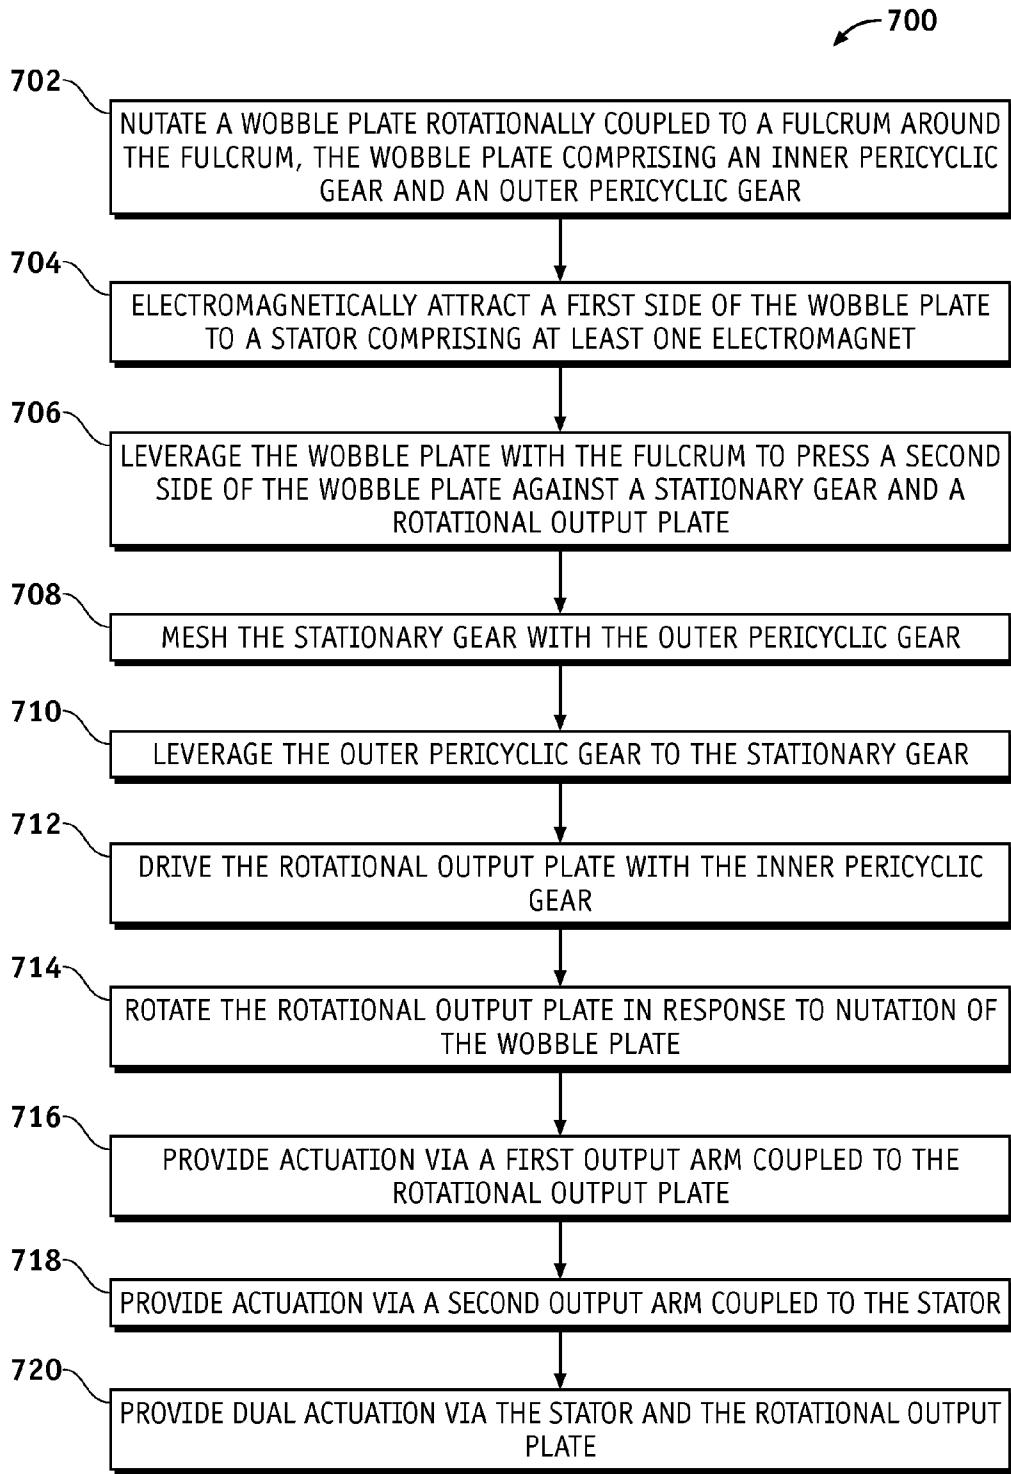 700
702
NUTATE A WOBBLE PLATE ROTATIONALLY COUPLED TO A FULCRUM AROUND
THE FULCRUM, THE WOBBLE PLATE COMPRISING AN INNER PERICYCLIC
GEAR AND AN OUTER PERICYCLIC GEAR
704
ELECTROMAGNETICALLY ATTRACT A FIRST SIDE OF THE WOBBLE PLATE
TO A STATOR COMPRISING AT LEAST ONE ELECTROMAGNET
706
LEVERAGE THE WOBBLE PLATE WITH THE FULCRUM TO PRESS A SECOND
SIDE OF THE WOBBLE PLATE AGAINST A STATIONARY GEAR AND A
ROTATIONAL OUTPUT PLATE
708
MESH THE STATIONARY GEAR WITH THE OUTER PERICYCLIC GEAR
710
LEVERAGE THE OUTER PERICYCLIC GEAR TO THE STATIONARY GEAR
712
DRIVE THE ROTATIONAL OUTPUT PLATE WITH THE INNER PERICYCLIC
GEAR
714
ROTATE THE ROTATIONAL OUTPUT PLATE IN RESPONSE TO NUTATION OF
THE WOBBLE PLATE
716
PROVIDE ACTUATION VIA A FIRST OUTPUT ARM COUPLED TO THE
ROTATIONAL OUTPUT PLATE
718
PROVIDE ACTUATION VIA A SECOND OUTPUT ARM COUPLED TO THE STATOR
720
PROVIDE DUAL ACTUATION VIA THE STATOR AND THE ROTATIONAL OUTPUT
PLATE